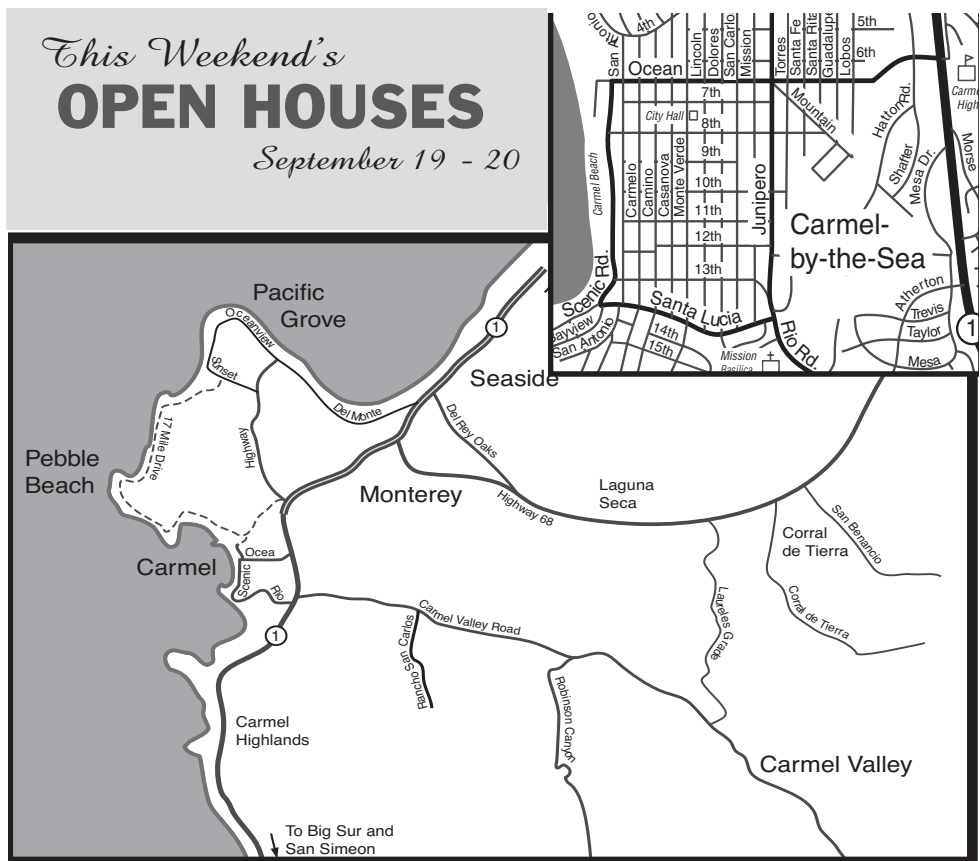 This Weekend's
OPEN HOUSES
September 19 - 20
4th
5th
6th
San A
Ocean
Lincoln
Dolores
San Carlos
Mission
Torres
Santa Fe
Santa Rita
Guadalupe
Lobos
7th
City Hall
8th
Mountain
Hatton Rd.
Shafter
Mesa Dr.
Morse
Carmel Beach
Carmelo
Camino
Casanova
Monte Verde
9th
10th
11th
12th
13th
Junipero
Carmel-
by-the-Sea
Scenic Rd.
Santa Lucia
Rio Rd.
San Antonio
14th
15th
Mission
Basilica
Atherton
Trevis
Taylor
Mesa
1
Pacific
Grove
Oceanview
Sunset
1
Seaside
Del Monte
17 Mile Drive
Highway
Del Rey Oaks
Pebble
Beach
Monterey
Highway 68
Laguna
Seca
San Benancio
Corral
de Tierra
Corral de Tierra
Carmel
Ocea
Scenic
Rio
Carmel Valley Road
Laureles Grade
1
Rancho San Carlos
Robinson Canyon
Carmel
Highlands
Carmel Valley
To Big Sur and
San Simeon